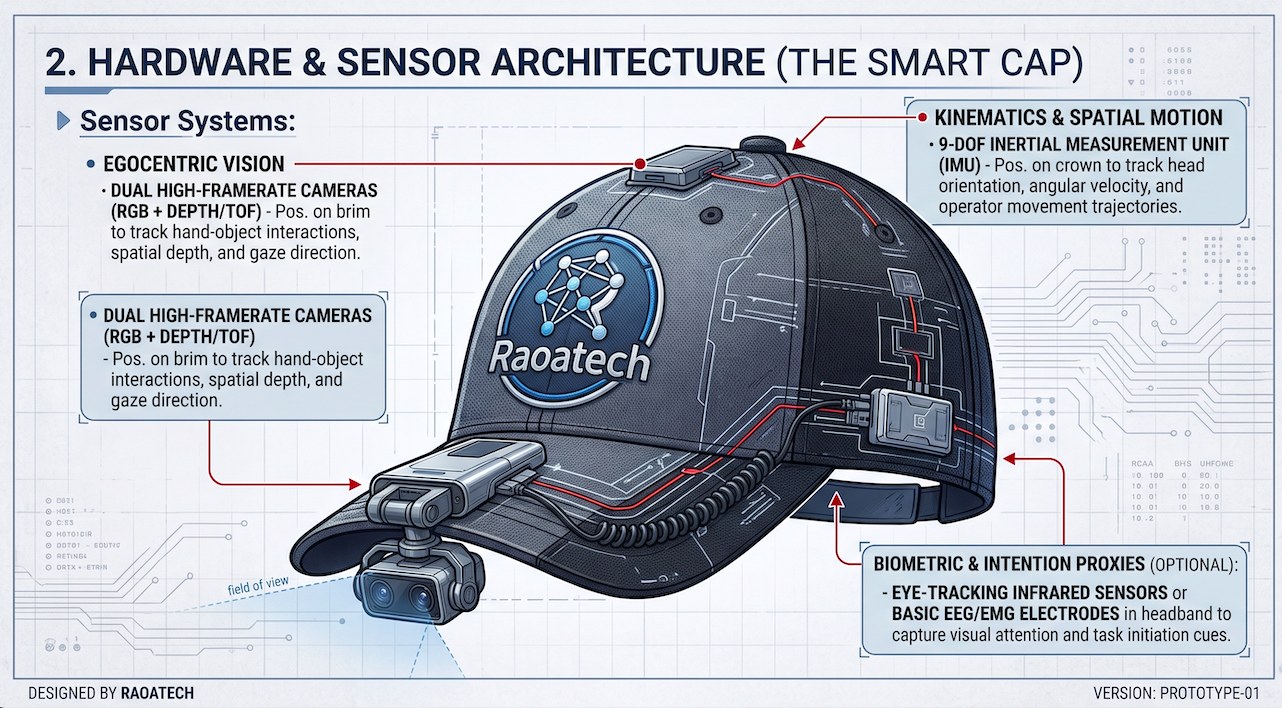 2. HARDWARE & SENSOR ARCHITECTURE (THE SMART CAP)
Sensor Systems:
• EGOCENTRIC VISION
· DUAL HIGH-FRAMERATE CAMERAS
(RGB + DEPTH/TOF) - Pos. on brim
to track hand-object interactions,
spatial depth, and gaze direction.
• DUAL HIGH-FRAMERATE CAMERAS
(RGB + DEPTH/TOF)
- Pos. on brim to track hand-object
interactions, spatial depth, and
gaze direction.
KINEMATICS & SPATIAL MOTION
· 9-DOF INERTIAL MEASUREMENT UNIT
(IMU) - Pos. on crown to track head
orientation, angular velocity, and
operator movement trajectories.
Raoatech
field of view
RCAA BHS UHFGNE
BIOMETRIC & INTENTION PROXIES (OPTIONAL):
- EYE-TRACKING INFRARED SENSORS or
BASIC EEG/EMG ELECTRODES in headband to
capture visual attention and task initiation cues.
DESIGNED BY RAOATECH
VERSION: PROTOTYPE-01